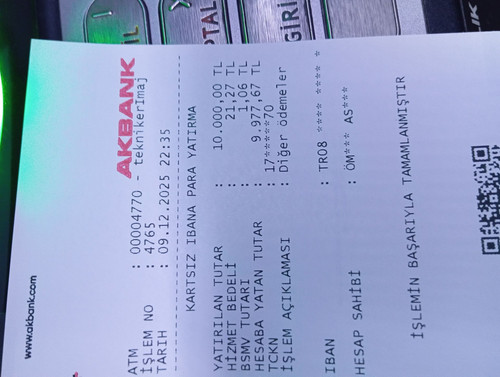 www.akbank.com
AKBANK
ATM : 00004770 - teknikerImaj
İŞLEM NO : 4765
TARIH : 09.12.2025 22:35
KARTSIZ IBANA PARA YATIRMA
YATIRILAN TUTAR : 10.000,00 TL
HİZMET BEDELİ : 21,27 TL
BSMV TUTARI : 1,06 TL
HESABA YATAN TUTAR : 9.977,67 TL
TCKN : 17*****70
İŞLEM AÇIKLAMASI : Diğer ödemeler
IBAN : TR08 **** **** *
HESAP SAHİBİ : ÖM*** AS***
İŞLEMİN BAŞARIYLA TAMAMLANMIŞTIR